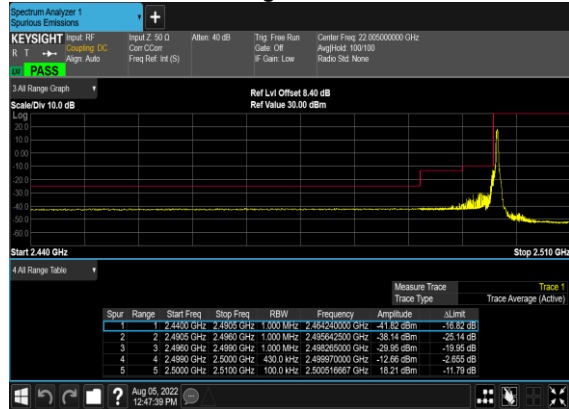 Spectrum Analyzer 1
Spurious Emissions
KEYSIGHT Input: RF Input Z: 50 Ω Atten: 40 dB Trig: Free Run Center Freq: 22.005000000 GHz
R T Coupling: DC Corr CCorr Gate: Off Avg|Hold: 100/100
Align: Auto Freq Ref: Int (S) IF Gain: Low Radio Std: None
PASS
3 All Range Graph
Ref Lvl Offset 8.40 dB
Scale/Div 10.0 dB Ref Value 30.00 dBm
Log
20.0
10.0
0.00
-10.0
-20.0
-30.0
-40.0
-50.0
-60.0
Start 2.440 GHz Stop 2.510 GHz
4 All Range Table
Measure Trace Trace 1
Trace Type Trace Average (Active)
Spur Range Start Freq Stop Freq RBW Frequency Amplitude ΔLimit
1 1 2.4400 GHz 2.4905 GHz 1.000 MHz 2.464240000 GHz -41.82 dBm -16.82 dB
2 2 2.4905 GHz 2.4960 GHz 1.000 MHz 2.495642500 GHz -38.14 dBm -25.14 dB
3 3 2.4960 GHz 2.4990 GHz 1.000 MHz 2.498265000 GHz -29.95 dBm -19.95 dB
4 4 2.4990 GHz 2.5000 GHz 430.0 kHz 2.499970000 GHz -12.66 dBm -2.655 dB
5 5 2.5000 GHz 2.5100 GHz 100.0 kHz 2.500516667 GHz 18.21 dBm -11.79 dB
Aug 05, 2022
12:47:39 PM